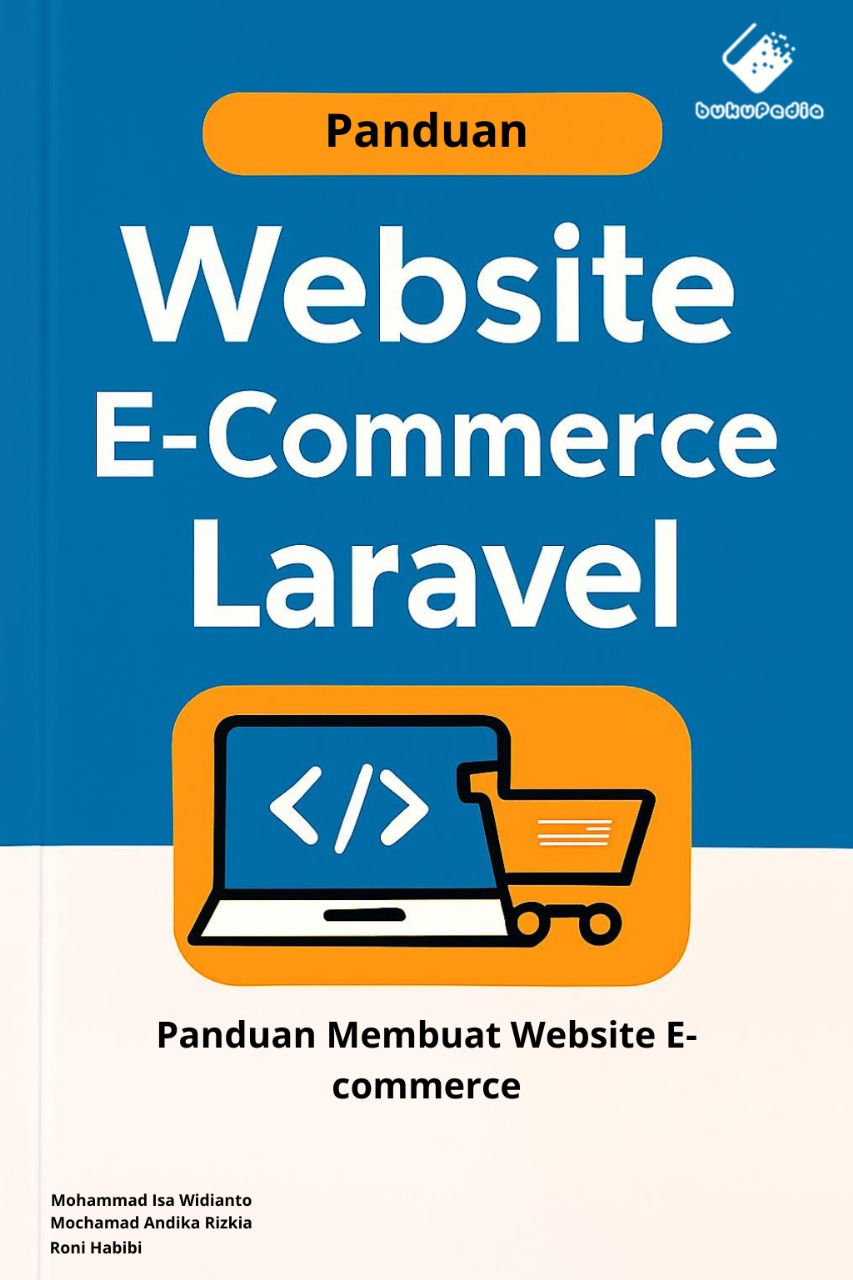 bukuPedia
Panduan
Website
E-Commerce
Laravel
</>
Panduan Membuat Website E-
commerce
Mohammad Isa Widianto
Mochamad Andika Rizkia
Roni Habibi